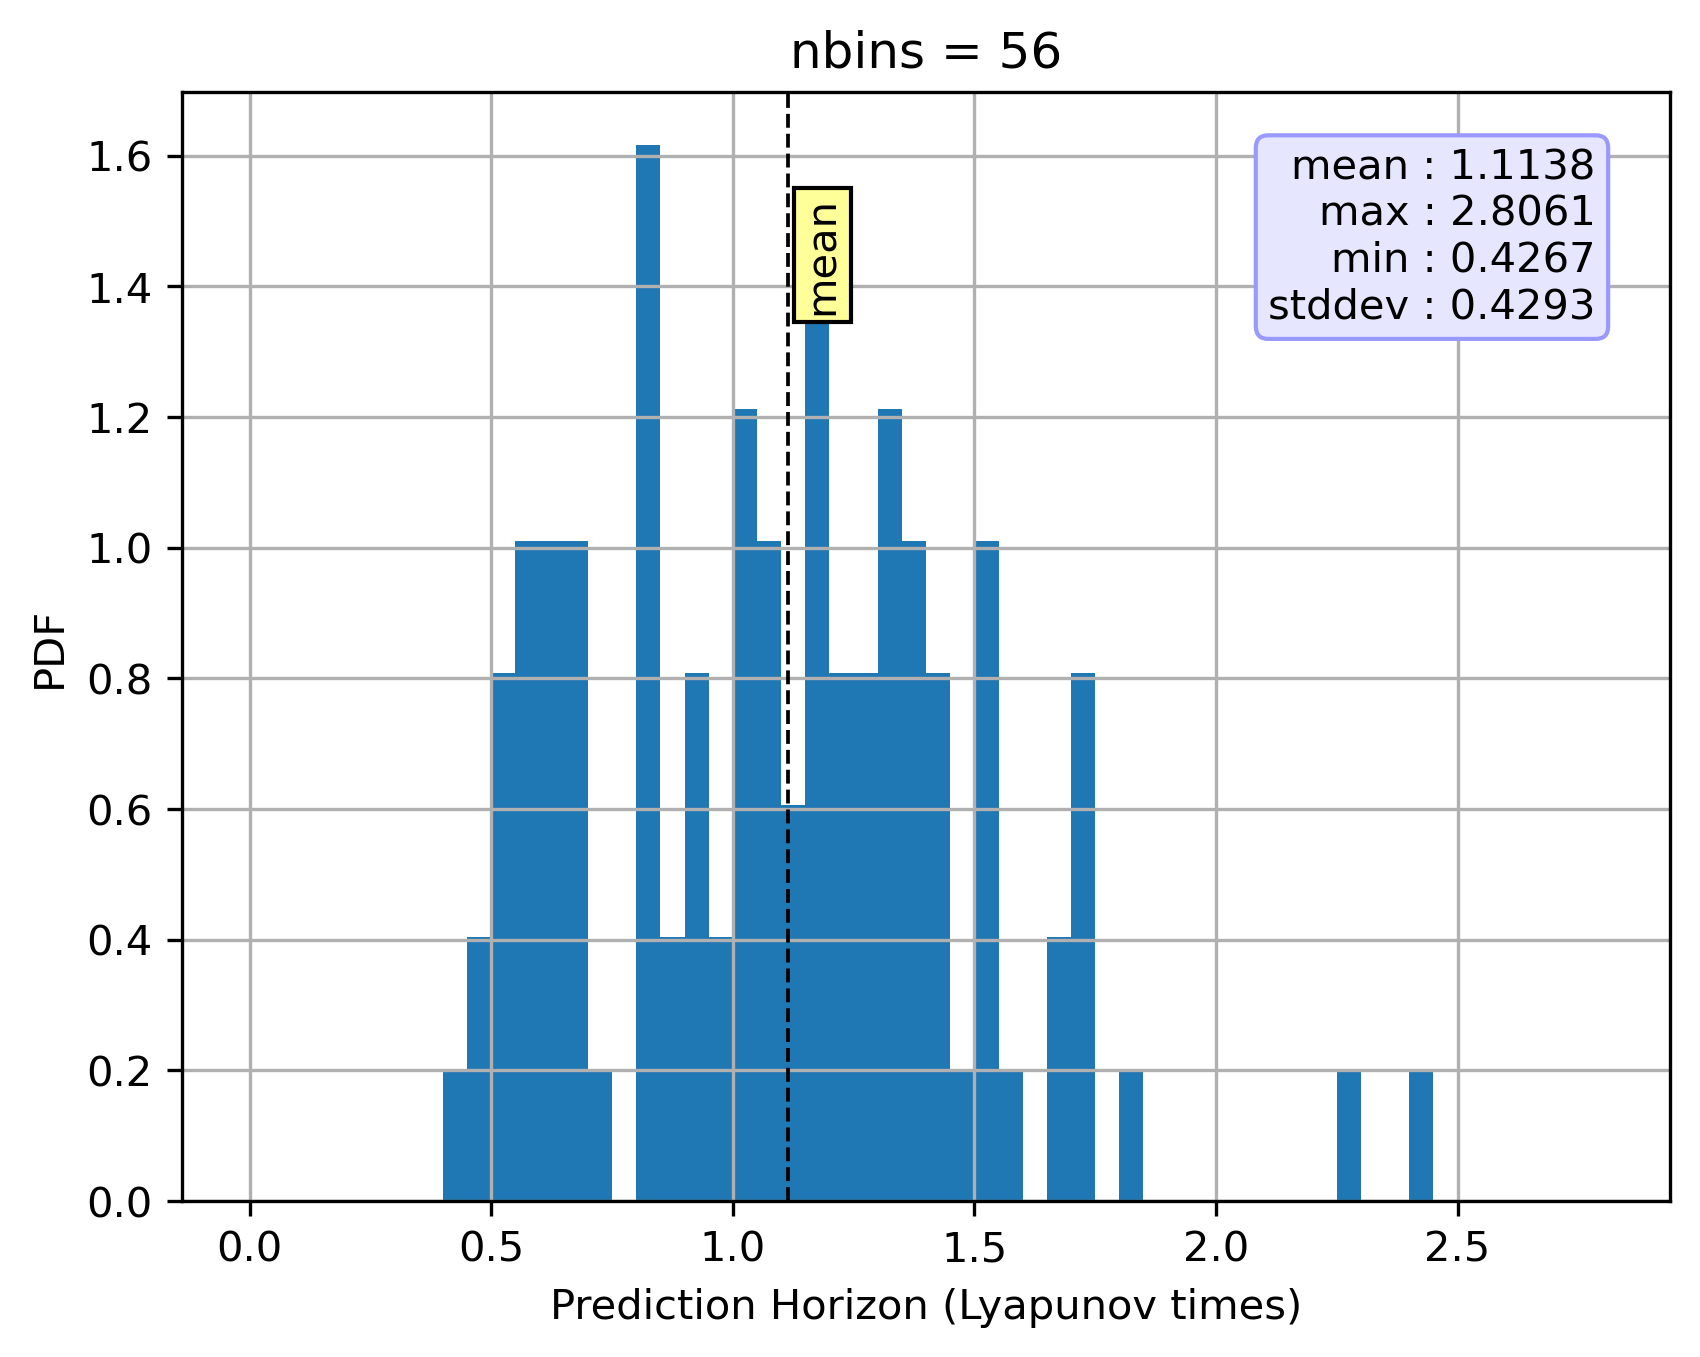 nbins = 56
mean : 1.1138
max : 2.8061
min : 0.4267
stddev : 0.4293
mean
PDF
1.6
1.4
1.2
1.0
0.8
0.6
0.4
0.2
0.0
0.0 0.5 1.0 1.5 2.0 2.5
Prediction Horizon (Lyapunov times)